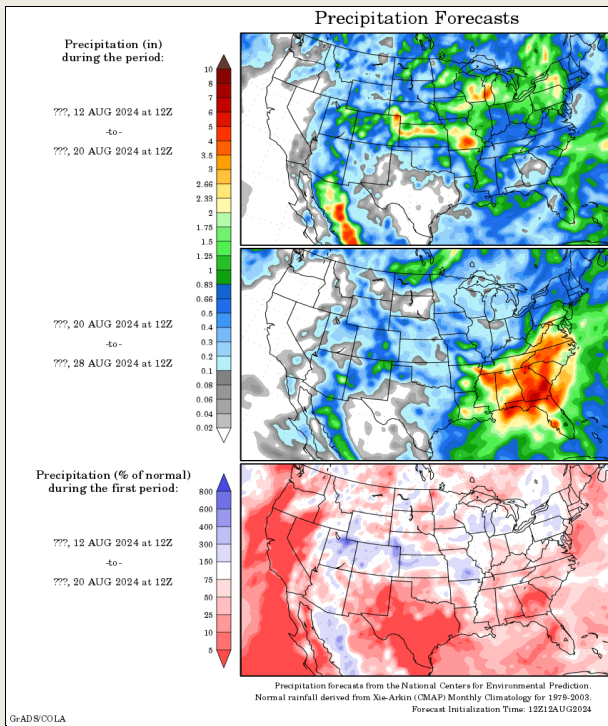 Precipitation Forecasts
Precipitation (in)
during the period:
???, 12 AUG 2024 at 12Z
-to-
???, 20 AUG 2024 at 12Z
10
8
7
6
5
4
3.5
3
2.66
2.33
2
1.75
1.5
1.25
1
0.83
0.66
0.5
0.4
0.3
0.2
0.1
0.08
0.06
0.04
0.02
???, 20 AUG 2024 at 12Z
-to-
???, 28 AUG 2024 at 12Z
Precipitation (% of normal)
during the first period:
???, 12 AUG 2024 at 12Z
-to-
???, 20 AUG 2024 at 12Z
800
600
400
300
150
75
50
25
10
5
Precipitation forecasts from the National Centers for Environmental Prediction.
Normal rainfall derived from Xie-Arkin (CMAP) Monthly Climatology for 1979-2003.
Forecast Initialization Time: 12Z12AUG2024
GrADS/COLA